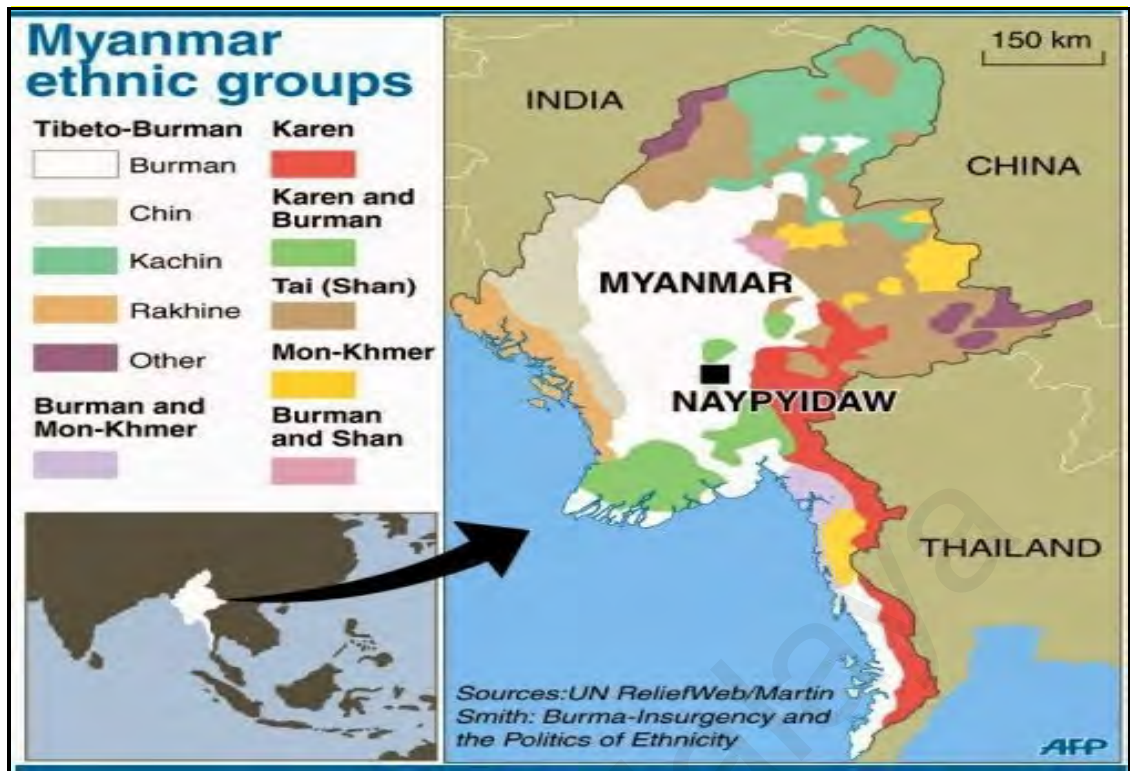 Myanmar
ethnic groups
Tibeto-Burman
Burman
Chin
Kachin
Rakhine
Other
Burman and
Mon-Khmer
Karen
Karen and
Burman
Tai (Shan)
Mon-Khmer
Burman
and Shan
150 km
INDIA
CHINA
MYANMAR
NAYPYIDAW
THAILAND
Sources:UN ReliefWeb/Martin
Smith: Burma-Insurgency and
the Politics of Ethnicity
AFP